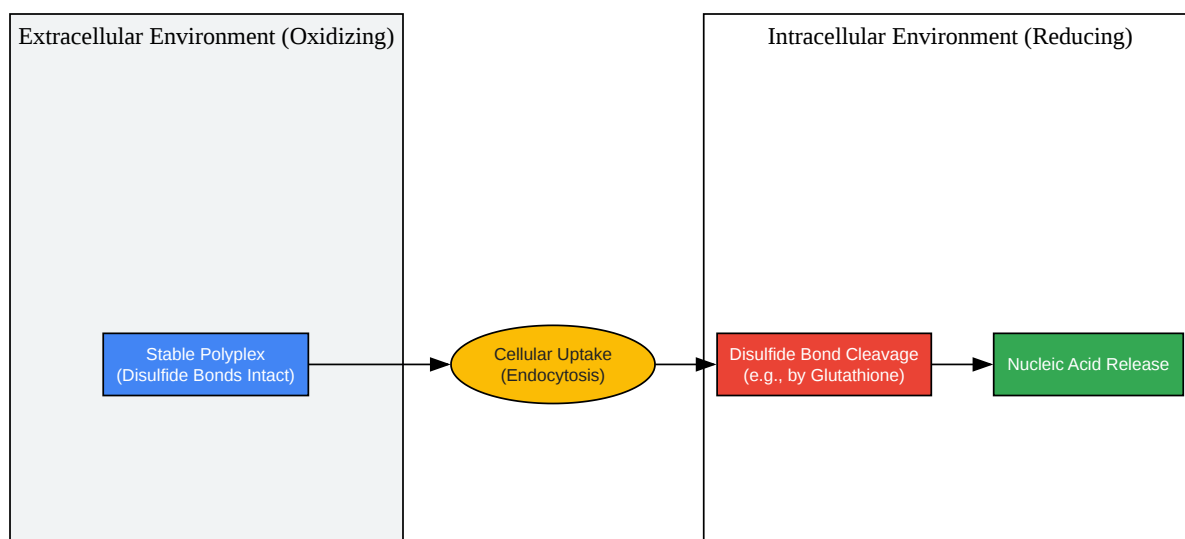 Extracellular Environment (Oxidizing)
Intracellular Environment (Reducing)
Stable Polyplex
(Disulfide Bonds Intact)
Cellular Uptake
(Endocytosis)
Disulfide Bond Cleavage
(e.g., by Glutathione)
Nucleic Acid Release